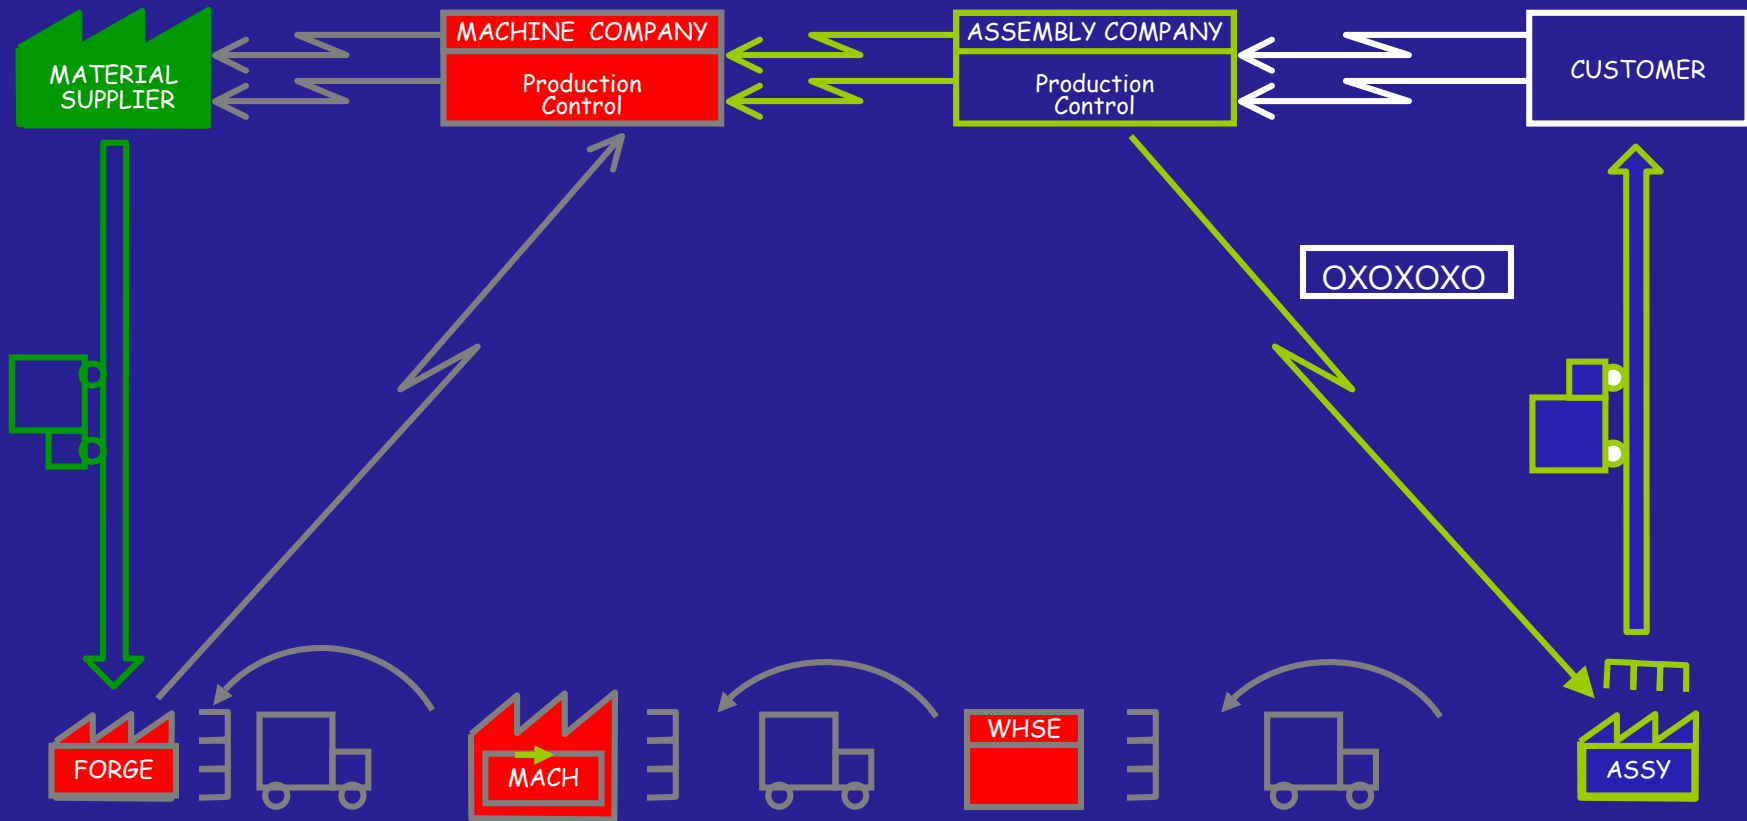 MACHINE COMPANY
ASSEMBLY COMPANY
MATERIAL
SUPPLIER
Production
Control
Production
Control
CUSTOMER
OXOXOXO
WHSE
FORGE
MACH
ASSY